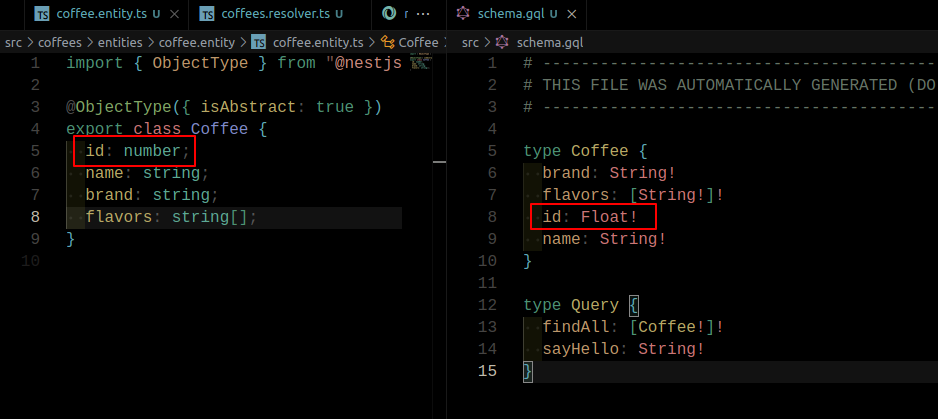 coffee.entity.ts U
coffees.resolver.ts U
...
schema.gql U
src > coffees > entities > coffee.entity > TS coffee.entity.ts > Coffee
src > schema.gql
1 import { ObjectType } from "@nestjs
2
3 @ObjectType({ isAbstract: true })
4 export class Coffee {
5 id: number;
6 name: string;
7 brand: string;
8 flavors: string[];
9 }
10
1 # -----------------------------------------
2 # THIS FILE WAS AUTOMATICALLY GENERATED (DO
3 # -----------------------------------------
5 type Coffee {
6 brand: String!
7 flavors: [String!]!
8 id: Float!
9 name: String!
10 }
11
12 type Query {
13 findAll: [Coffee!]!
14 sayHello: String!
15 }